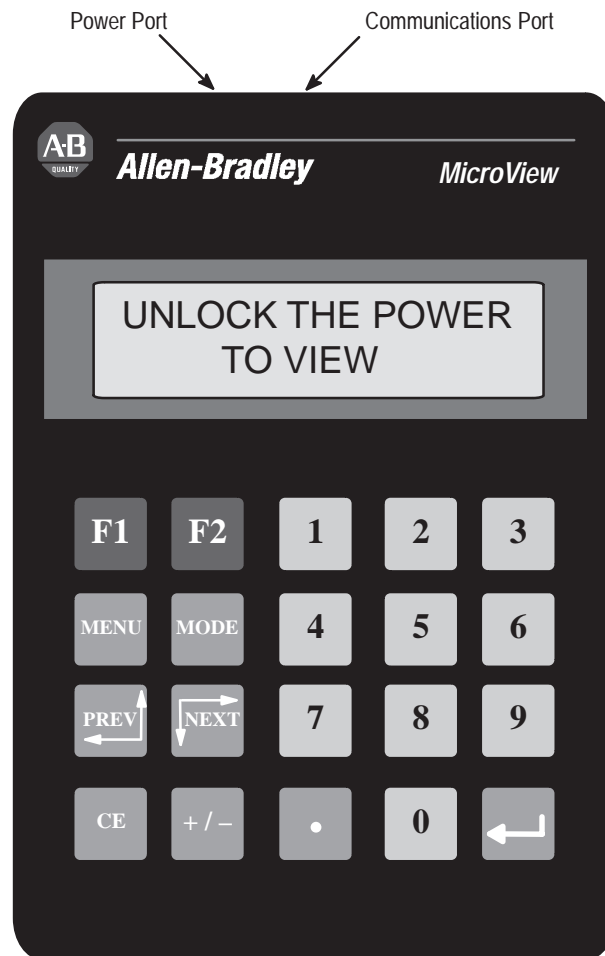 Power Port Communications Port
A·B
QUALITY
Allen-Bradley MicroView
UNLOCK THE POWER
TO VIEW
F1 F2 1 2 3
MENU MODE 4 5 6
PREV NEXT 7 8 9
CE +/– . 0